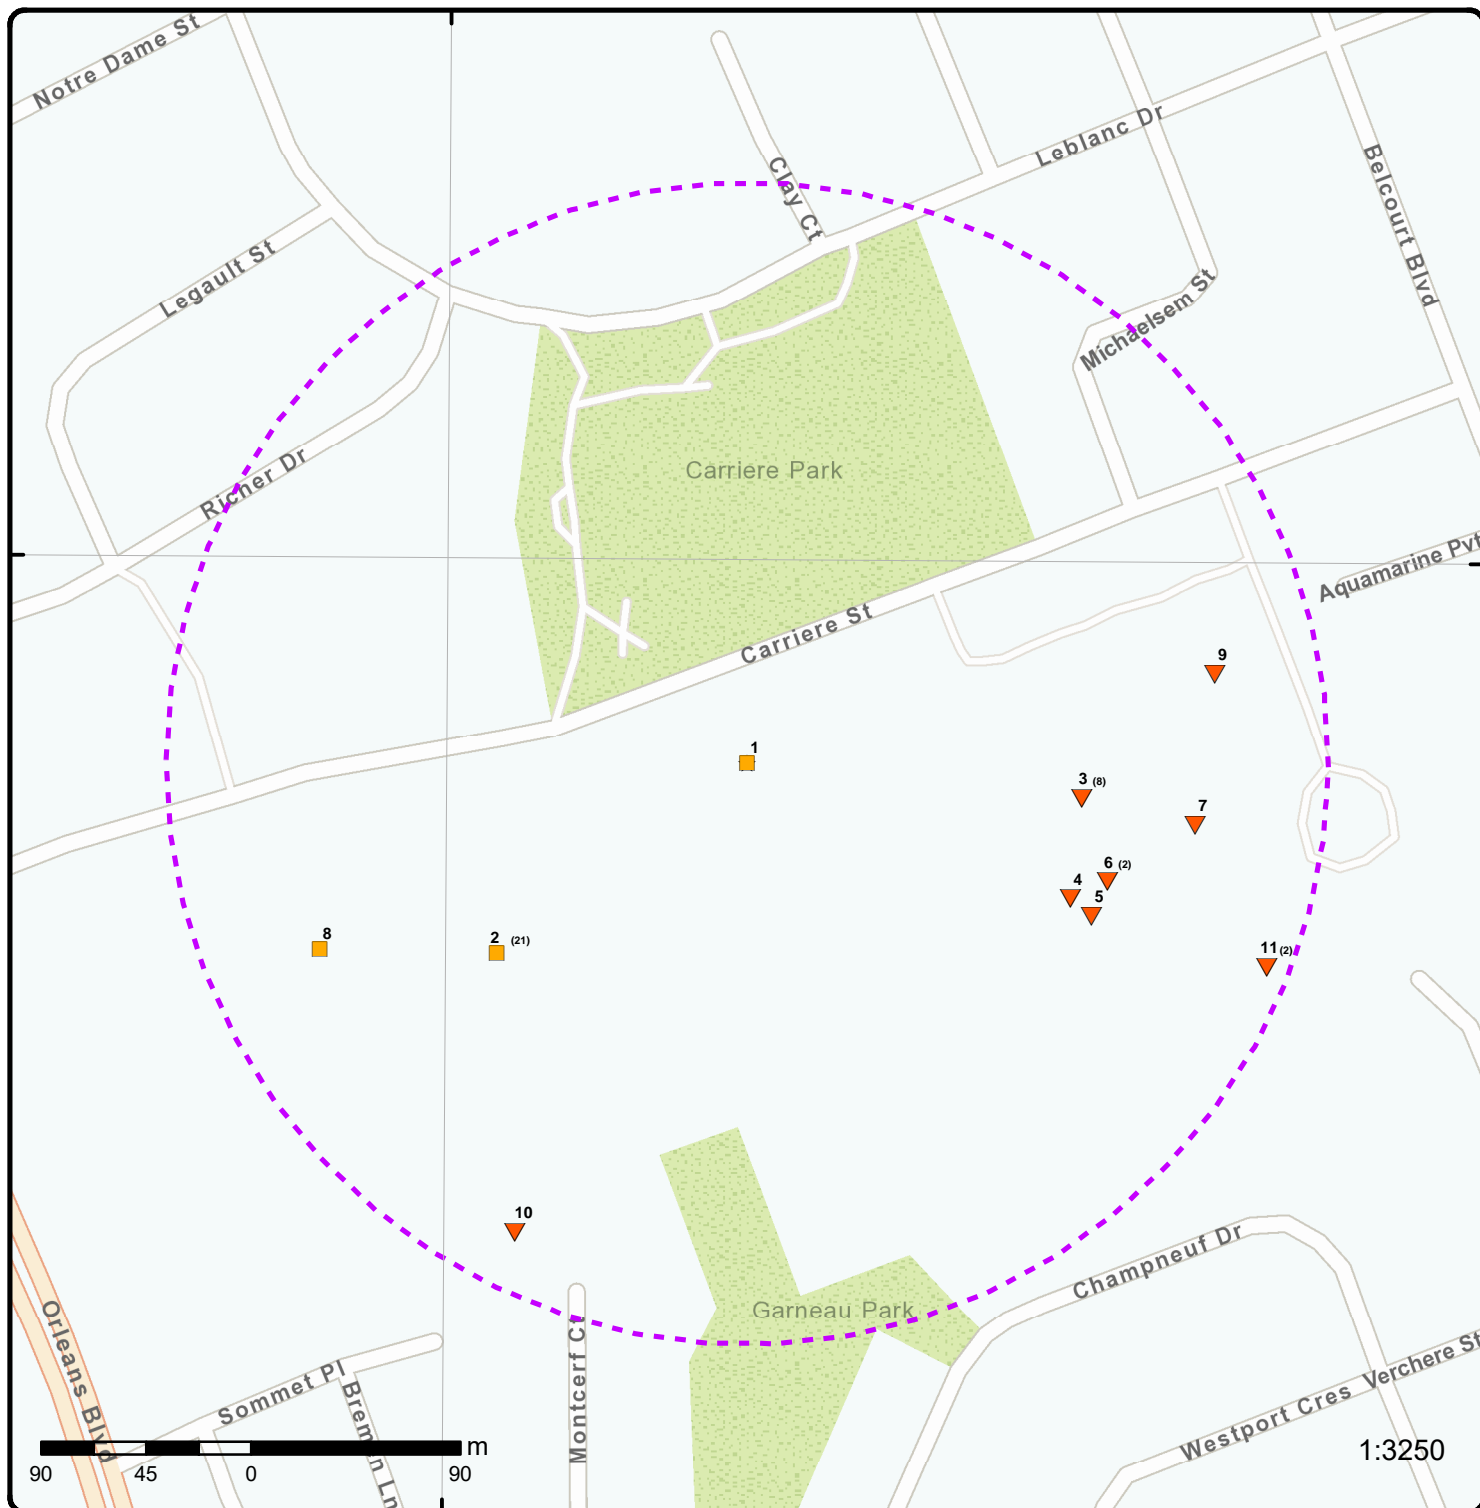 Notre Dame St
Clay Ct
Leblanc Dr
Belcourt Blvd
Legault St
Michaelsem St
Richer Dr
Carriere Park
Aquamarine Pvt
Carriere St
9
1
3 (8)
7
6 (2)
4
5
8
2 (21)
11 (2)
10
Champneuf Dr
Garneau Park
Orleans Blvd
Sommet Pl
Bremen Ln
Montcerf Ct
Verchere St
Westport Cres
m
1:3250
90 45 0 90